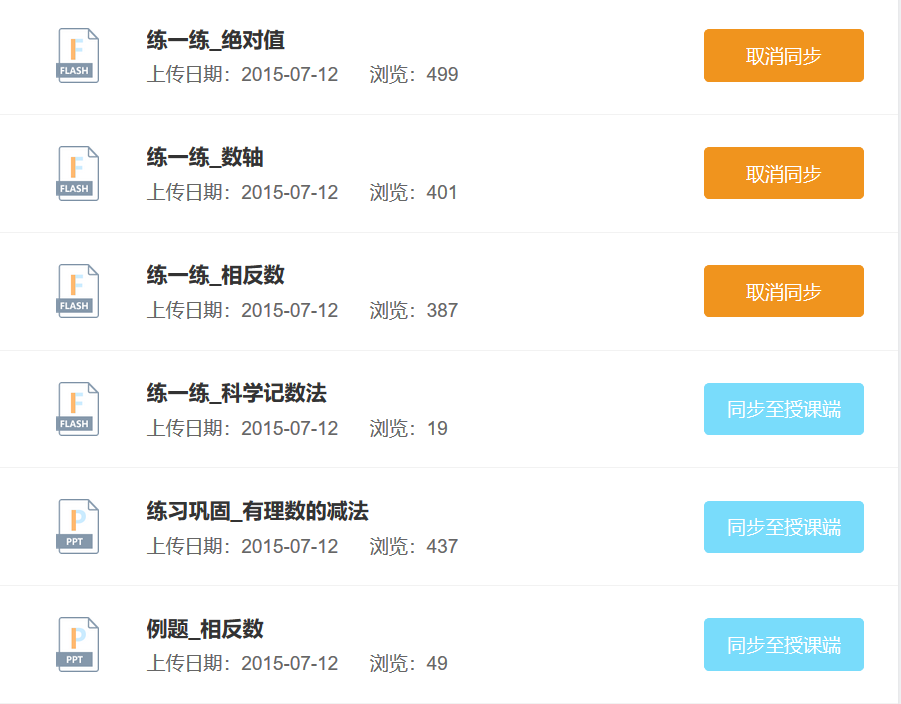 练一练_绝对值
FLASH
上传日期：2015-07-12 浏览：499
取消同步
练一练_数轴
FLASH
上传日期：2015-07-12 浏览：401
取消同步
练一练_相反数
FLASH
上传日期：2015-07-12 浏览：387
取消同步
练一练_科学记数法
FLASH
上传日期：2015-07-12 浏览：19
同步至授课端
练习巩固_有理数的减法
PPT
上传日期：2015-07-12 浏览：437
同步至授课端
例题_相反数
PPT
上传日期：2015-07-12 浏览：49
同步至授课端